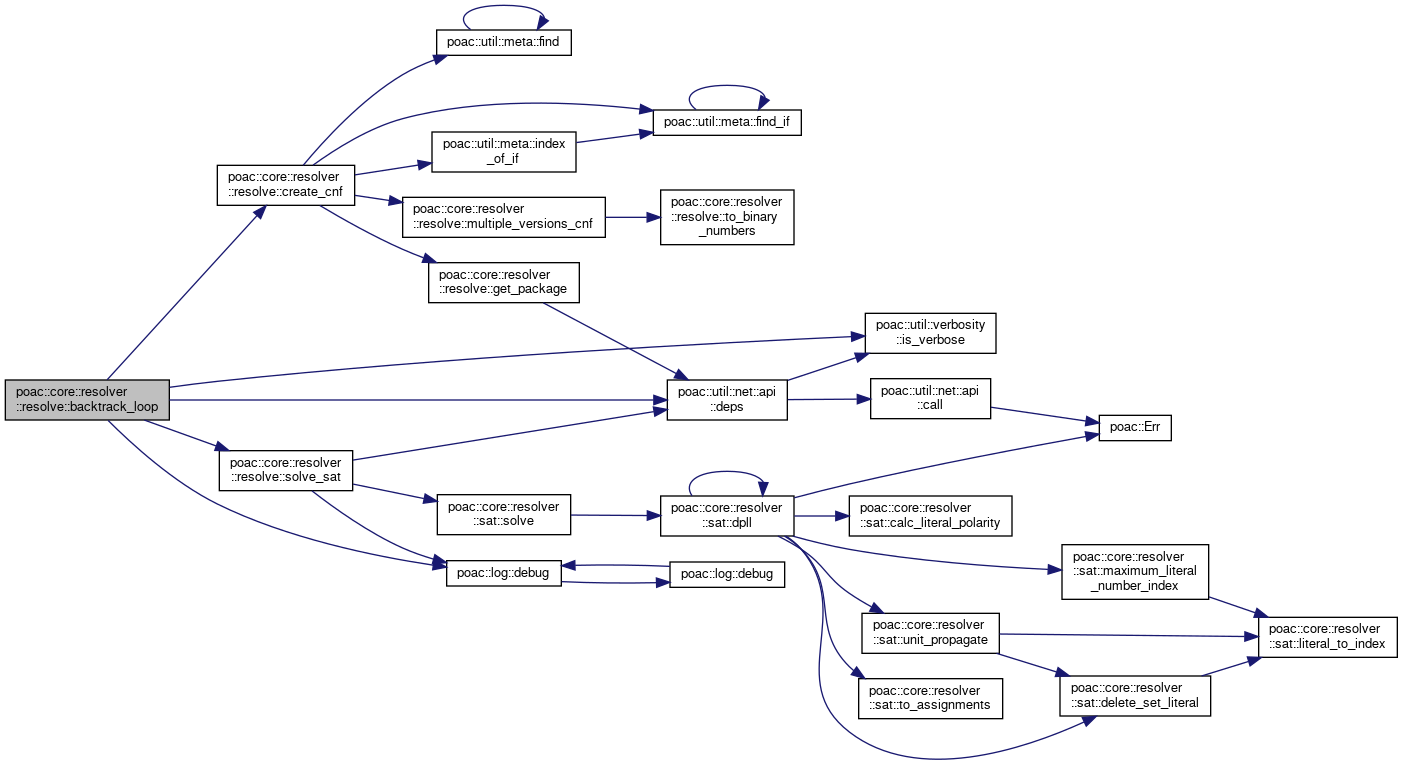 poac::util::meta::find
poac::util::meta::find_if
poac::util::meta::index
_of_if
poac::core::resolver
::resolve::create_cnf
poac::core::resolver
::resolve::multiple_versions_cnf
poac::core::resolver
::resolve::to_binary
_numbers
poac::core::resolver
::resolve::get_package
poac::util::verbosity
::is_verbose
poac::core::resolver
::resolve::backtrack_loop
poac::util::net::api
::deps
poac::util::net::api
::call
poac::Err
poac::core::resolver
::resolve::solve_sat
poac::core::resolver
::sat::solve
poac::core::resolver
::sat::dpll
poac::core::resolver
::sat::calc_literal_polarity
poac::log::debug
poac::log::debug
poac::core::resolver
::sat::maximum_literal
_number_index
poac::core::resolver
::sat::unit_propagate
poac::core::resolver
::sat::literal_to_index
poac::core::resolver
::sat::to_assignments
poac::core::resolver
::sat::delete_set_literal